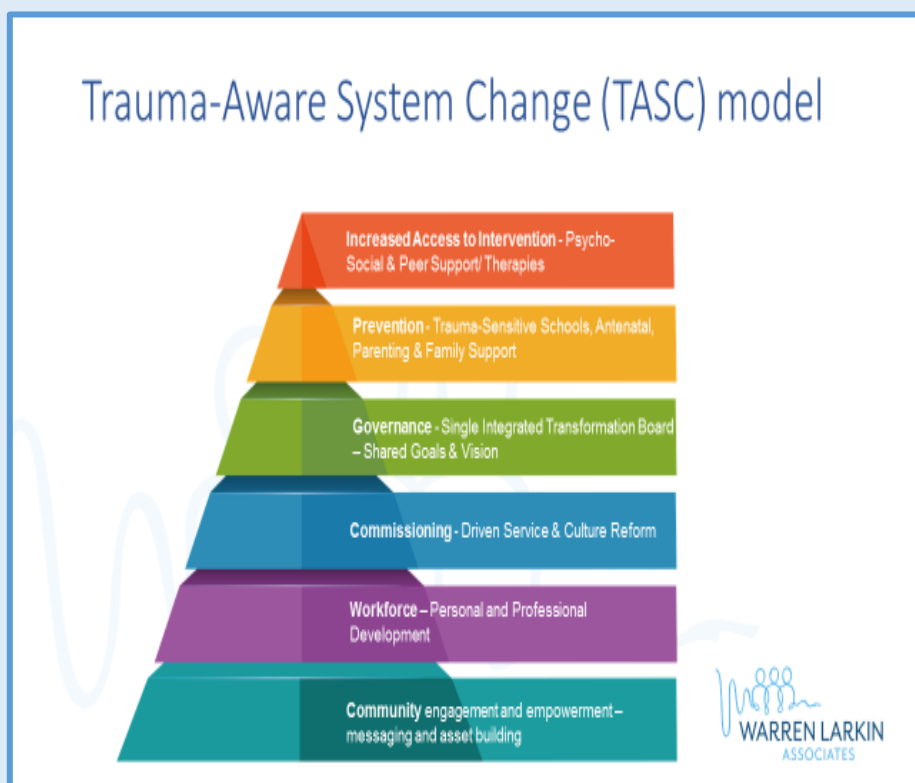 Trauma-Aware System Change (TASC) model
Increased Access to Intervention - Psycho-
Social & Peer Support/ Therapies
Prevention - Trauma-Sensitive Schools, Antenatal,
Parenting & Family Support
Governance - Single Integrated Transformation Board
– Shared Goals & Vision
Commissioning - Driven Service & Culture Reform
Workforce – Personal and Professional
Development
Community engagement and empowerment –
messaging and asset building
WARREN LARKIN
ASSOCIATES